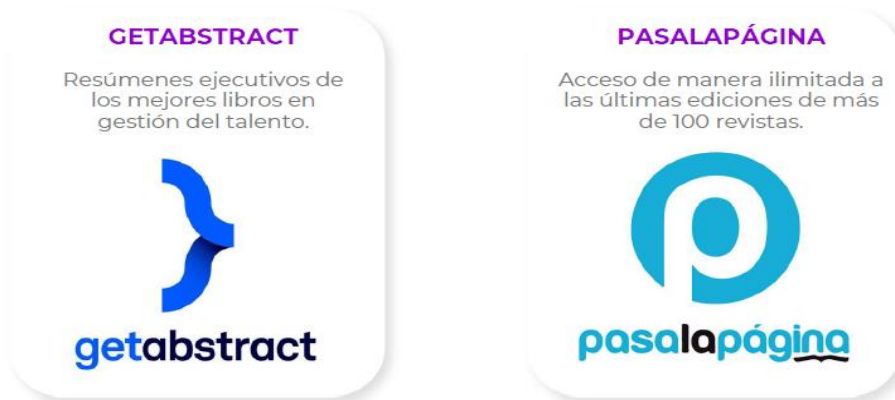 GETABSTRACT
Resúmenes ejecutivos de
los mejores libros en
gestión del talento.
getabstract
PASALAPÁGINA
Acceso de manera ilimitada a
las últimas ediciones de más
de 100 revistas.
p
pasalapágina